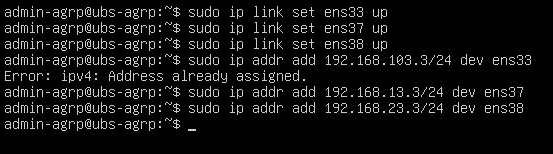 admin-agrp@ubs-agrp:~$ sudo ip link set ens33 up
admin-agrp@ubs-agrp:~$ sudo ip link set ens37 up
admin-agrp@ubs-agrp:~$ sudo ip link set ens38 up
admin-agrp@ubs-agrp:~$ sudo ip addr add 192.168.103.3/24 dev ens33
Error: ipv4: Address already assigned.
admin-agrp@ubs-agrp:~$ sudo ip addr add 192.168.13.3/24 dev ens37
admin-agrp@ubs-agrp:~$ sudo ip addr add 192.168.23.3/24 dev ens38
admin-agrp@ubs-agrp:~$ _